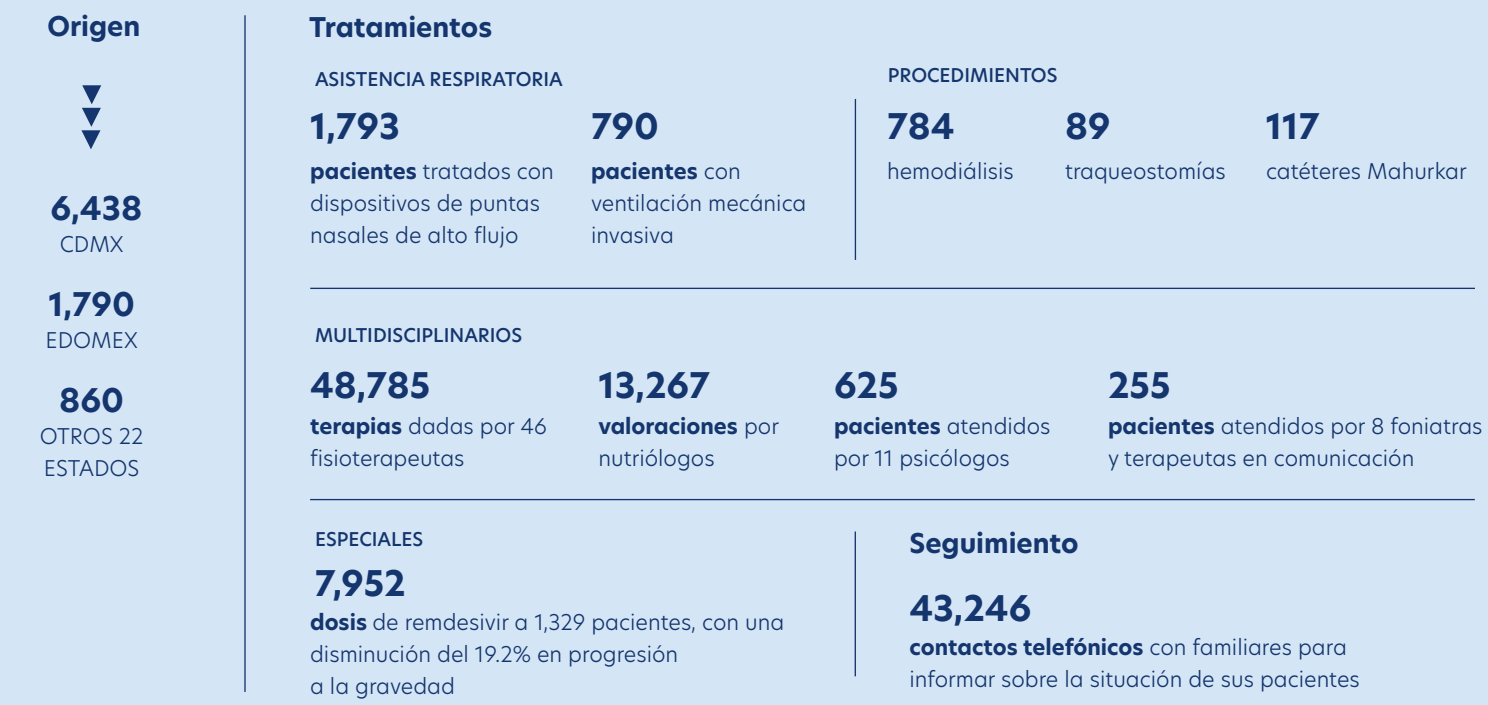 Origen
6,438
CDMX
1,790
EDOMEX
860
OTROS 22
ESTADOS
Tratamientos
ASISTENCIA RESPIRATORIA
1,793
pacientes tratados con
dispositivos de puntas
nasales de alto flujo
790
pacientes con
ventilación mecánica
invasiva
PROCEDIMIENTOS
784
hemodiálisis
89
traqueostomías
117
catéteres Mahurkar
MULTIDISCIPLINARIOS
48,785
terapias dadas por 46
fisioterapeutas
13,267
valoraciones por
nutriólogos
625
pacientes atendidos
por 11 psicólogos
255
pacientes atendidos por 8 foniatras
y terapeutas en comunicación
ESPECIALES
7,952
dosis de remdesivir a 1,329 pacientes, con una
disminución del 19.2% en progresión
a la gravedad
Seguimiento
43,246
contactos telefónicos con familiares para
informar sobre la situación de sus pacientes